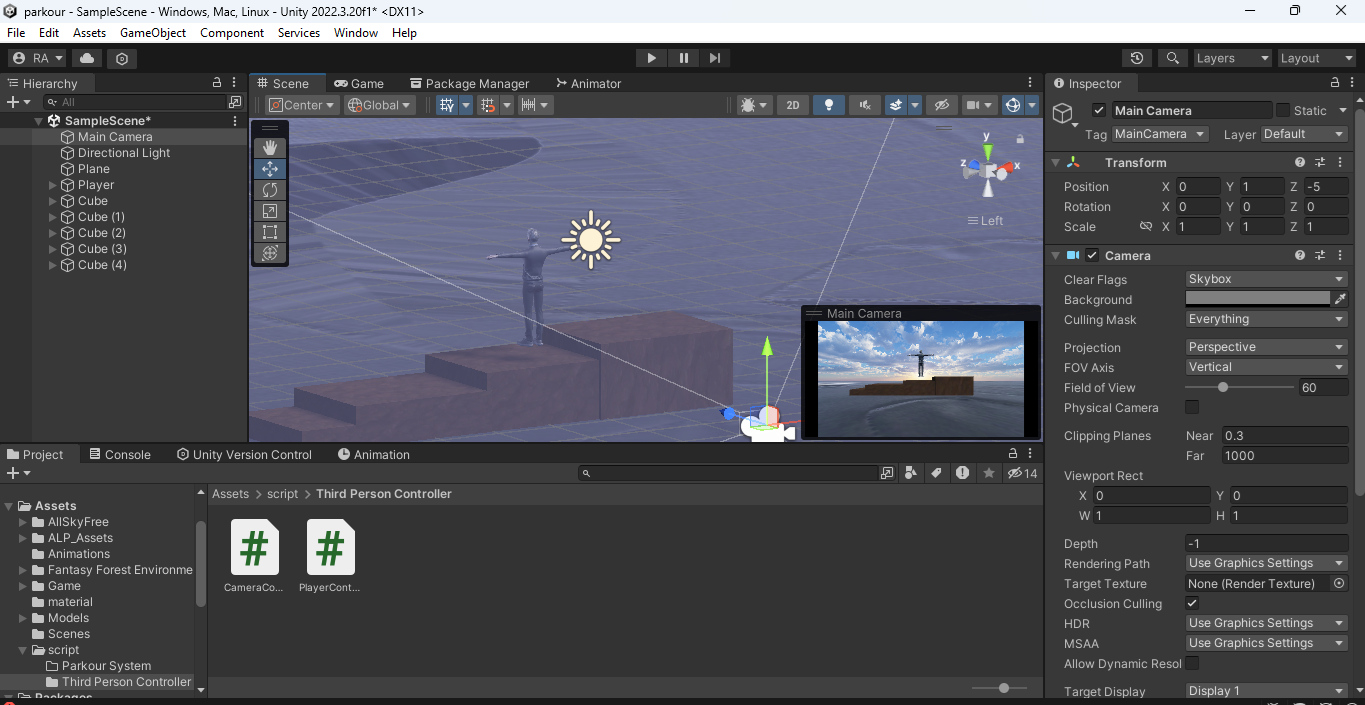 parkour - SampleScene - Windows, Mac, Linux - Unity 2022.3.20f1* <DX11>
File Edit Assets GameObject Component Services Window Help
RA Layers Layout
Hierarchy
All
SampleScene*
Main Camera
Directional Light
Plane
Player
Cube
Cube (1)
Cube (2)
Cube (3)
Cube (4)
Scene Game Package Manager Animator
Center Global 2D
y
z x
Left
Main Camera
Inspector
Main Camera Static
Tag MainCamera Layer Default
Transform
Position X 0 Y 1 Z -5
Rotation X 0 Y 0 Z 0
Scale X 1 Y 1 Z 1
Camera
Clear Flags Skybox
Background
Culling Mask Everything
Projection Perspective
FOV Axis Vertical
Field of View 60
Physical Camera
Clipping Planes Near 0.3
Far 1000
Viewport Rect
X 0 Y 0
W 1 H 1
Depth -1
Rendering Path Use Graphics Settings
Target Texture None (Render Texture)
Occlusion Culling
HDR Use Graphics Settings
MSAA Use Graphics Settings
Allow Dynamic Resol
Target Display Display 1
Project Console Unity Version Control Animation
14
Assets
AllSkyFree
ALP_Assets
Animations
Fantasy Forest Environme
Game
material
Models
Scenes
script
Parkour System
Third Person Controller
Packages
Assets > script > Third Person Controller
CameraCo... PlayerCont...